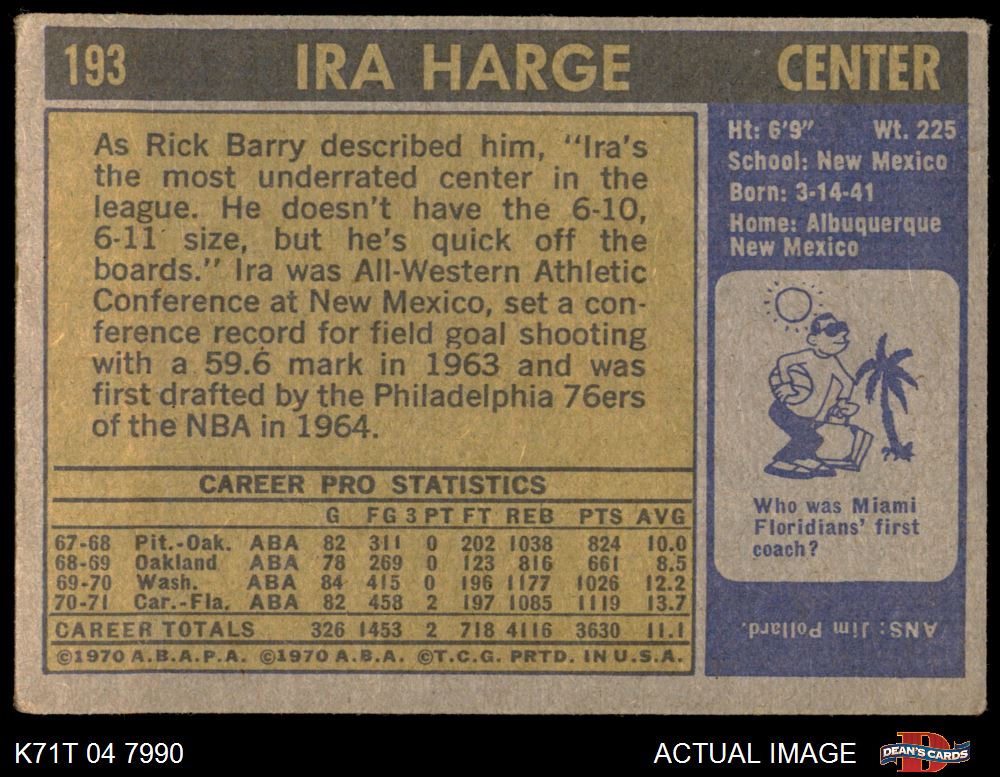 193 IRA HARGE CENTER
As Rick Barry described him, "Ira's
the most underrated center in the
league. He doesn't have the 6-10,
6-11 size, but he's quick off the
boards." Ira was All-Western Athletic
Conference at New Mexico, set a con-
ference record for field goal shooting
with a 59.6 mark in 1963 and was
first drafted by the Philadelphia 76ers
of the NBA in 1964.
CAREER PRO STATISTICS
G FG 3 PT FT REB PTS AVG
67-68 Pit.-Oak. ABA 82 311 0 202 1038 824 10.0
68-69 Oakland ABA 78 269 0 123 816 661 8.5
69-70 Wash. ABA 84 415 0 196 1177 1026 12.2
70-71 Car.-Fla. ABA 82 458 2 197 1085 1119 13.7
CAREER TOTALS 326 1453 2 718 4116 3630 11.1
©1970 A.B.A.P.A. ©1970 A.B.A. ©T.C.G. PRTD. IN U.S.A.
Ht: 6'9" Wt. 225
School: New Mexico
Born: 3-14-41
Home: Albuquerque
New Mexico
Who was Miami
Floridians' first
coach?
ANS: Jim Pollard.
K71T 04 7990 ACTUAL IMAGE DEAN'S CARDS